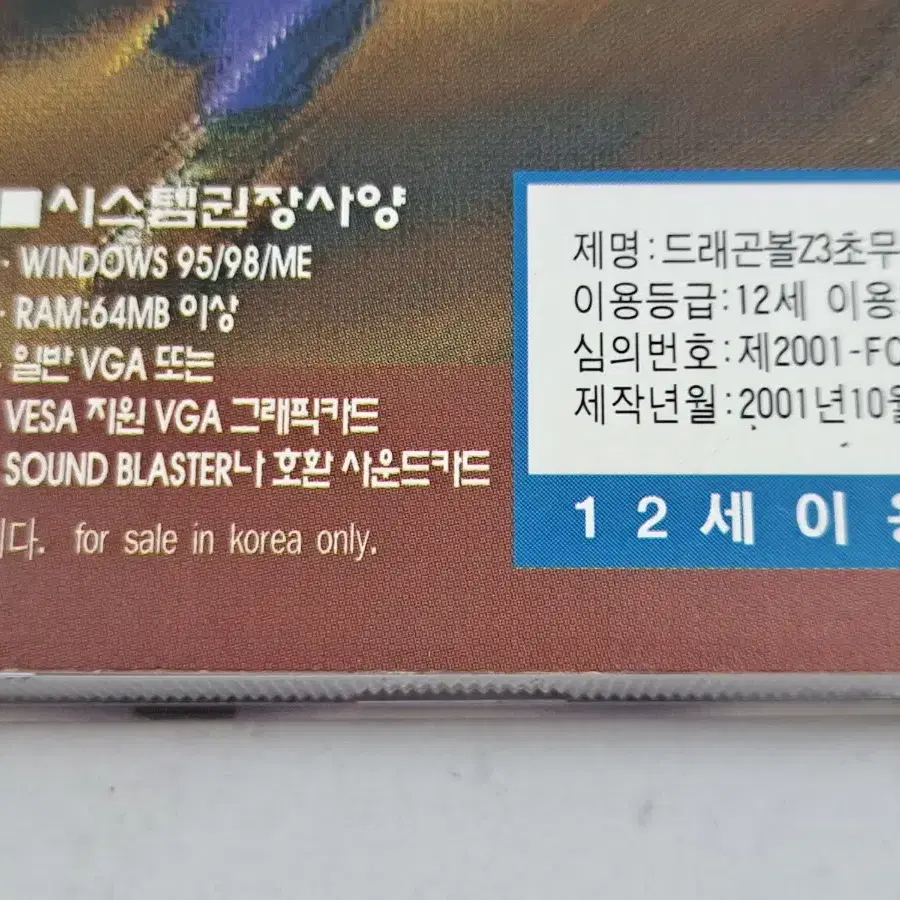 ■시스템권장사양
· WINDOWS 95/98/ME
· RAM:64MB 이상
· 일반 VGA 또는
VESA 지원 VGA 그래픽카드
SOUND BLASTER나 호환 사운드카드
니다. for sale in korea only.
제명:드래곤볼Z3초무
이용등급:12세 이용
심의번호:제2001-FC
제작년월:2001년10월
12세이용